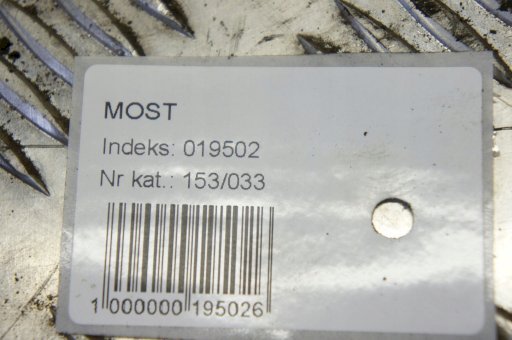 MOST
Indeks: 019502
Nr kat.: 153/033
1 000000 195026